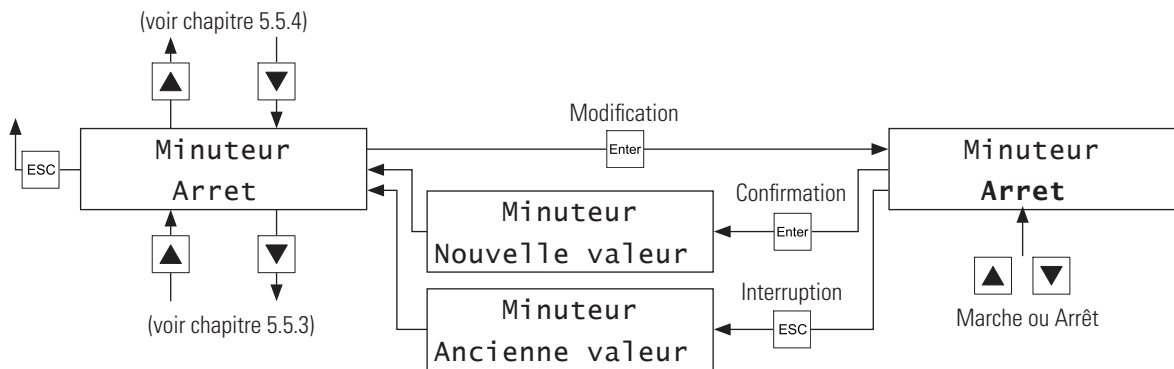 (voir chapitre 5.5.4)
Modification
Enter
ESC
Minuteur
Arret
Minuteur
Arret
Confirmation
Enter
Minuteur
Nouvelle valeur
Interruption
ESC
Minuteur
Ancienne valeur
(voir chapitre 5.5.3)
Marche ou Arrêt